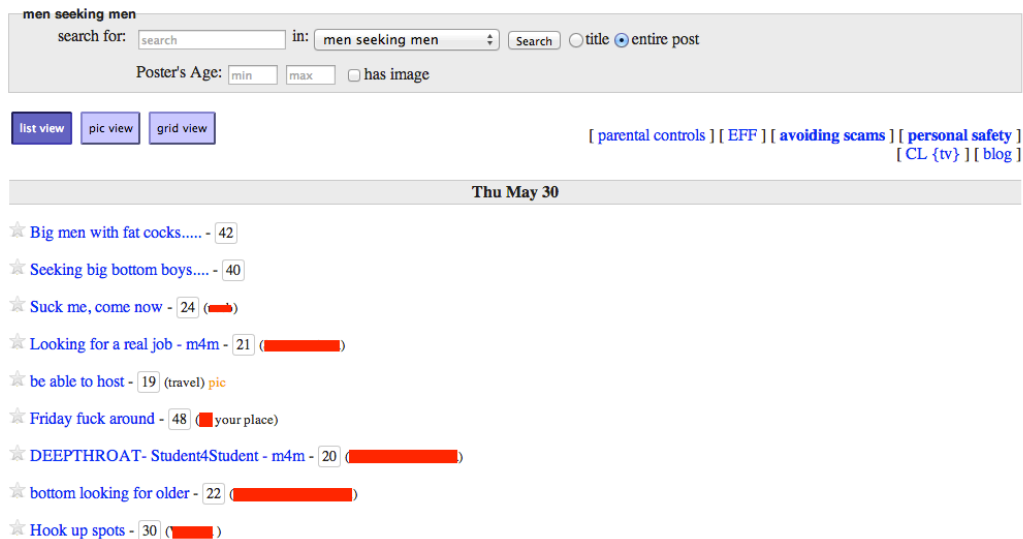 men seeking men
search for: search in: men seeking men Search title entire post
Poster's Age: min max has image
list view pic view grid view
[ parental controls ] [ EFF ] [ avoiding scams ] [ personal safety ]
[ CL {tv} ] [ blog ]
Thu May 30
Big men with fat cocks..... - 42
Seeking big bottom boys.... - 40
Suck me, come now - 24 ( )
Looking for a real job - m4m - 21 ( )
be able to host - 19 (travel) pic
Friday fuck around - 48 ( your place)
DEEPTHROAT- Student4Student - m4m - 20 ( )
bottom looking for older - 22 ( )
Hook up spots - 30 ( )